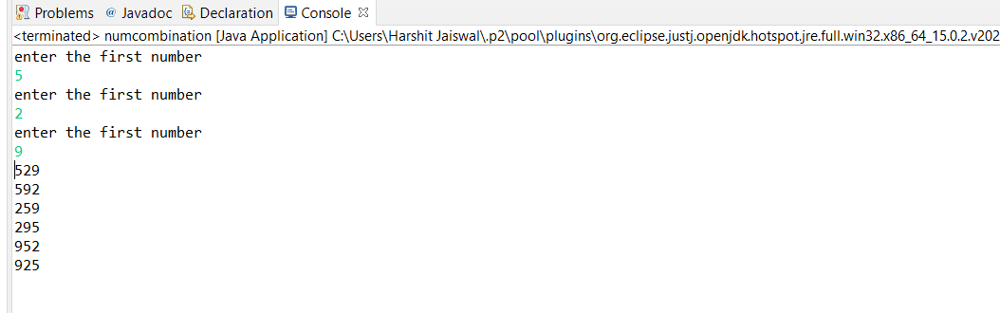 Problems @ Javadoc Declaration Console
<terminated> numcombination [Java Application] C:\Users\Harshit Jaiswal\.p2\pool\plugins\org.eclipse.justj.openjdk.hotspot.jre.full.win32.x86_64_15.0.2.v202
enter the first number
5
enter the first number
2
enter the first number
9
529
592
259
295
952
925